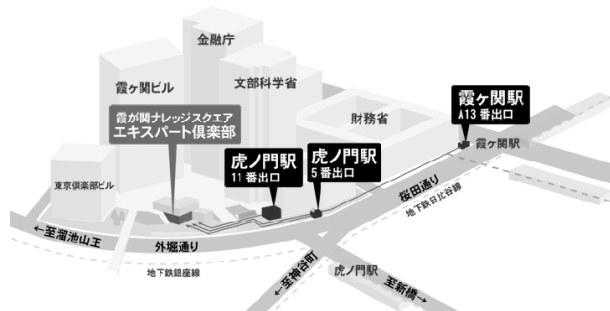 金融庁
霞ヶ関ビル
文部科学省
霞が関ナレッジスクエア
エキスパート倶楽部
財務省
霞ヶ関駅
A13 番出口
霞ヶ関駅
虎ノ門駅
11 番出口
虎ノ門駅
5 番出口
東京倶楽部ビル
桜田通り
地下鉄日比谷線
←至溜池山王
外堀通り
地下鉄銀座線
←至神谷町
虎ノ門駅
至新橋→